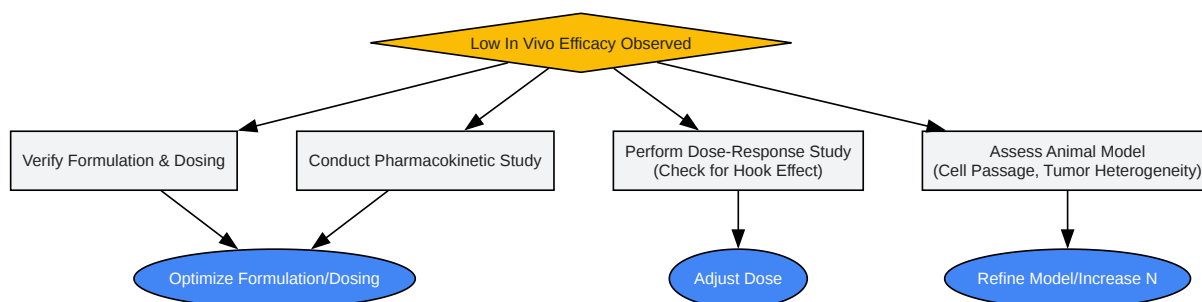 Low In Vivo Efficacy Observed
Verify Formulation & Dosing
Conduct Pharmacokinetic Study
Perform Dose-Response Study
(Check for Hook Effect)
Assess Animal Model
(Cell Passage, Tumor Heterogeneity)
Optimize Formulation/Dosing
Adjust Dose
Refine Model/Increase N